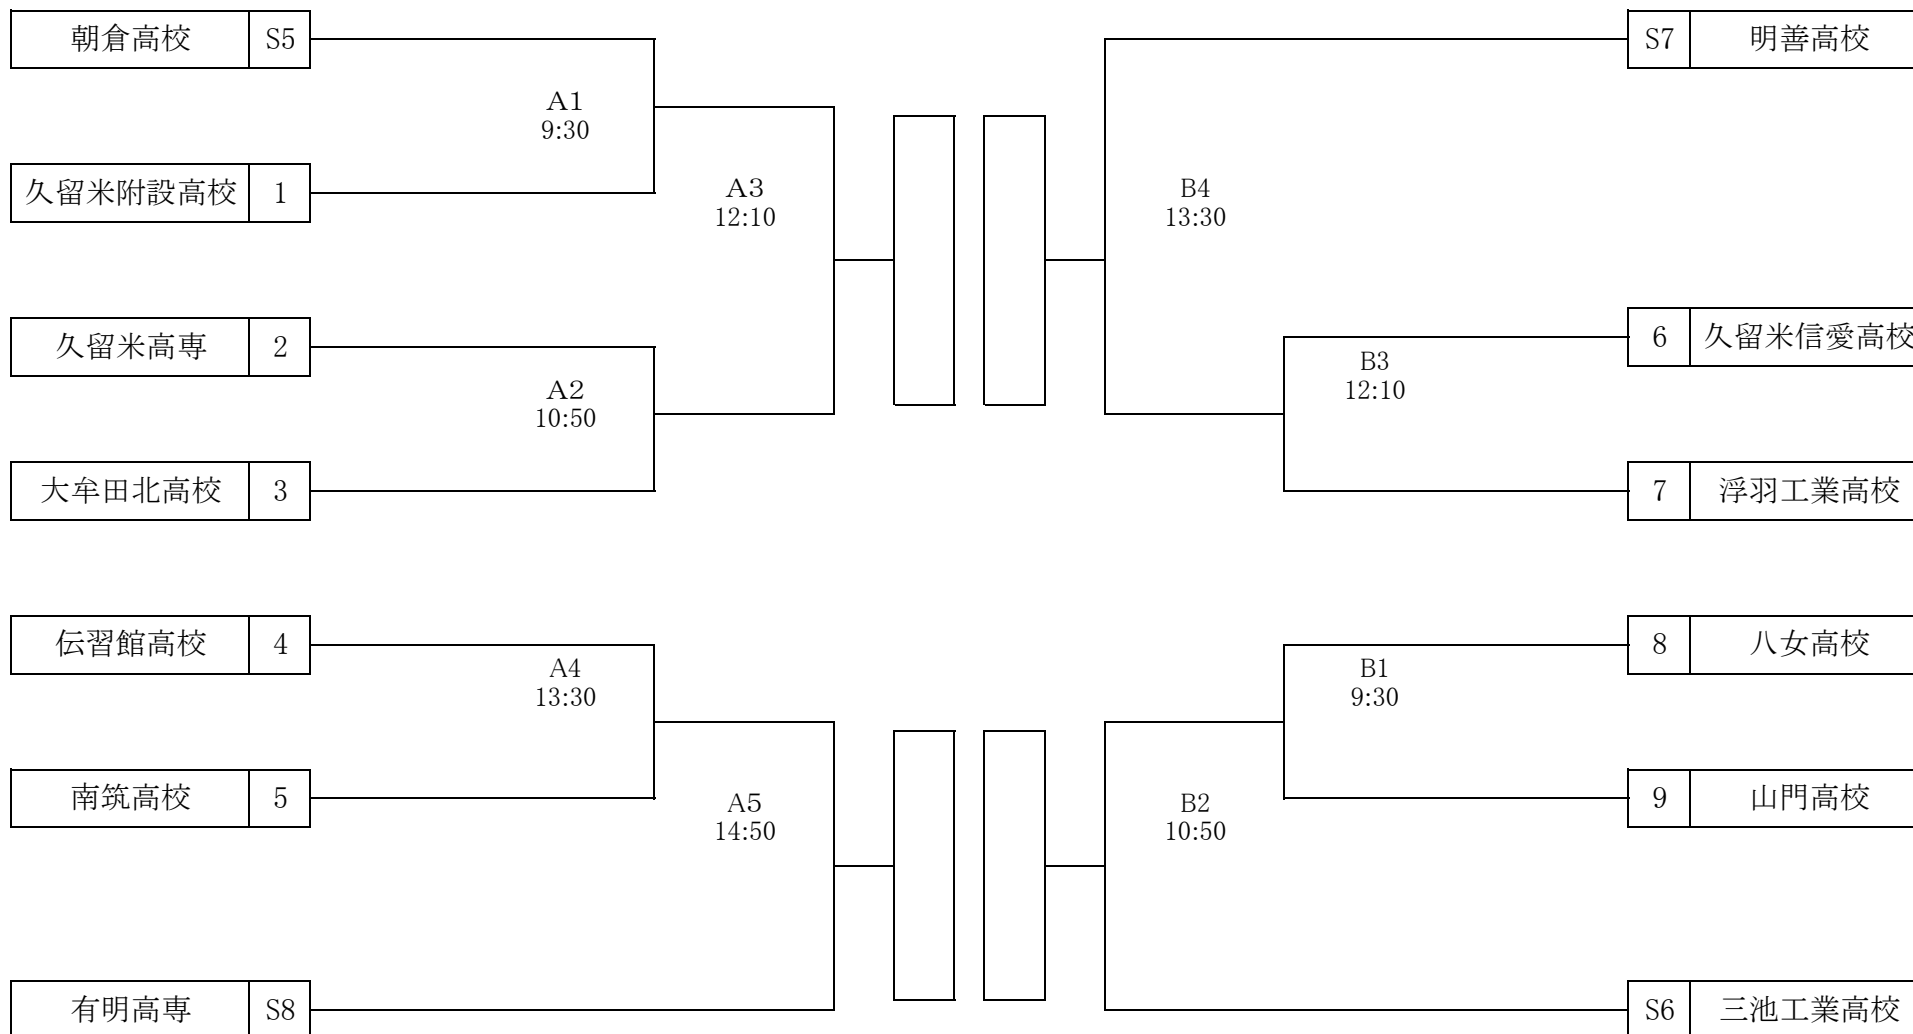 朝倉高校 S5
A1
9:30
久留米附設高校 1
A3
12:10
久留米高専 2
A2
10:50
大牟田北高校 3
伝習館高校 4
A4
13:30
南筑高校 5
A5
14:50
有明高専 S8
S7 明善高校
B4
13:30
6 久留米信愛高校
B3
12:10
7 浮羽工業高校
8 八女高校
B1
9:30
9 山門高校
B2
10:50
S6 三池工業高校